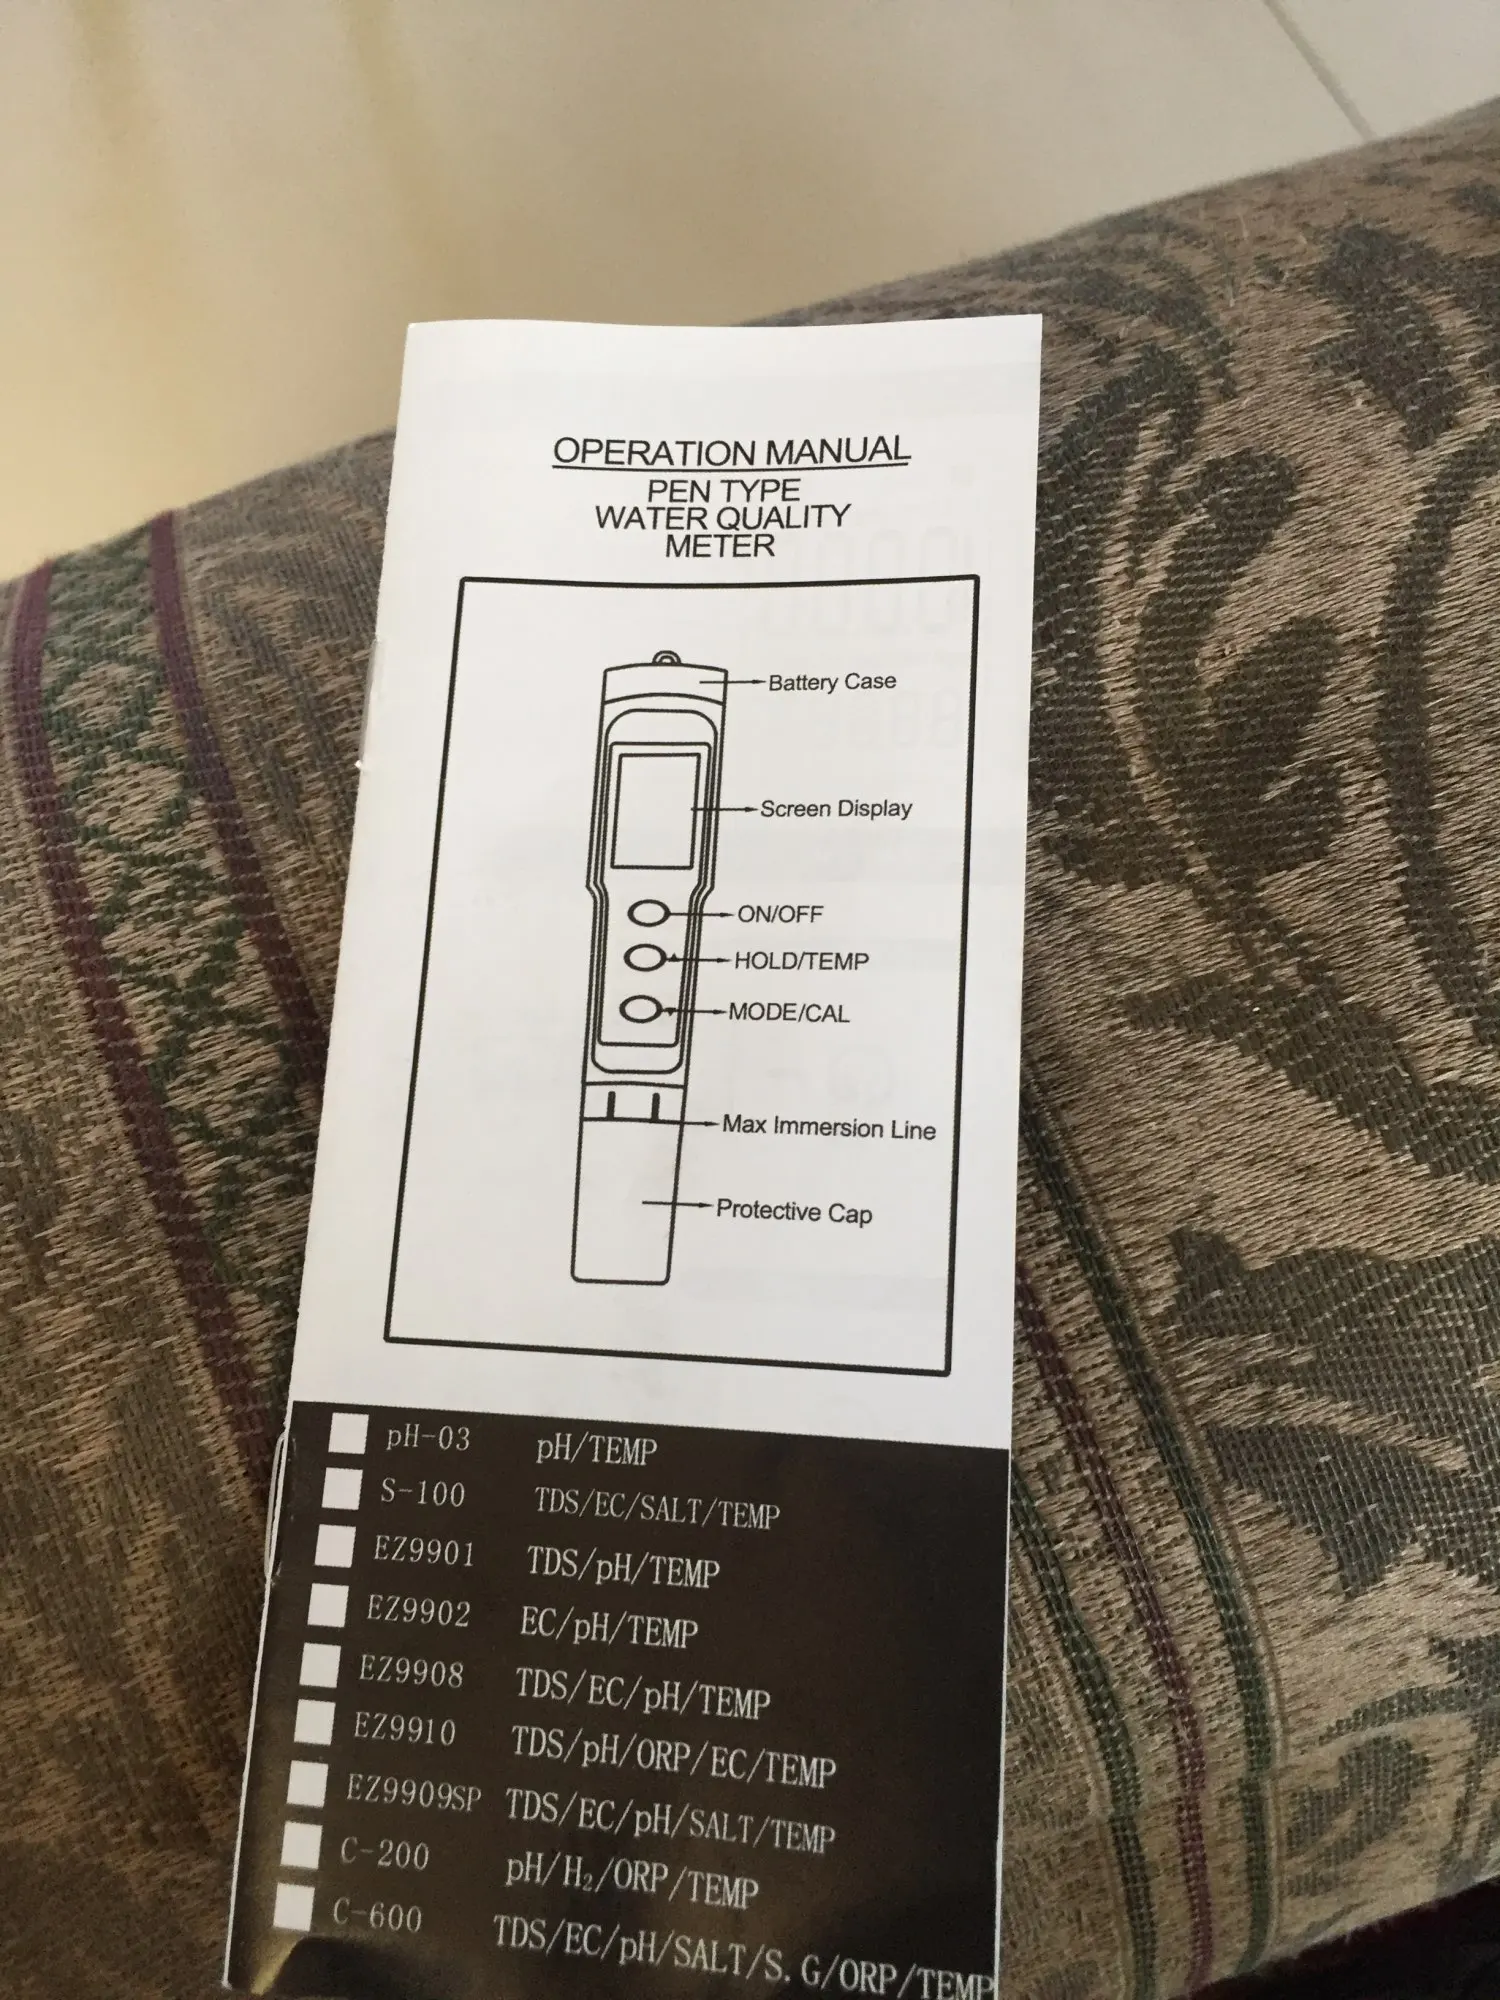 OPERATION MANUAL
PEN TYPE
WATER QUALITY
METER
Battery Case
Screen Display
ON/OFF
HOLD/TEMP
MODE/CAL
Max Immersion Line
Protective Cap
pH-03 pH/TEMP
S-100 TDS/EC/SALT/TEMP
EZ9901 TDS/pH/TEMP
EZ9902 EC/pH/TEMP
EZ9908 TDS/EC/pH/TEMP
EZ9910 TDS/pH/ORP/EC/TEMP
EZ9909SP TDS/EC/pH/SALT/TEMP
C-200 pH/H₂/ORP/TEMP
C-600 TDS/EC/pH/SALT/S.G/ORP/TEMP